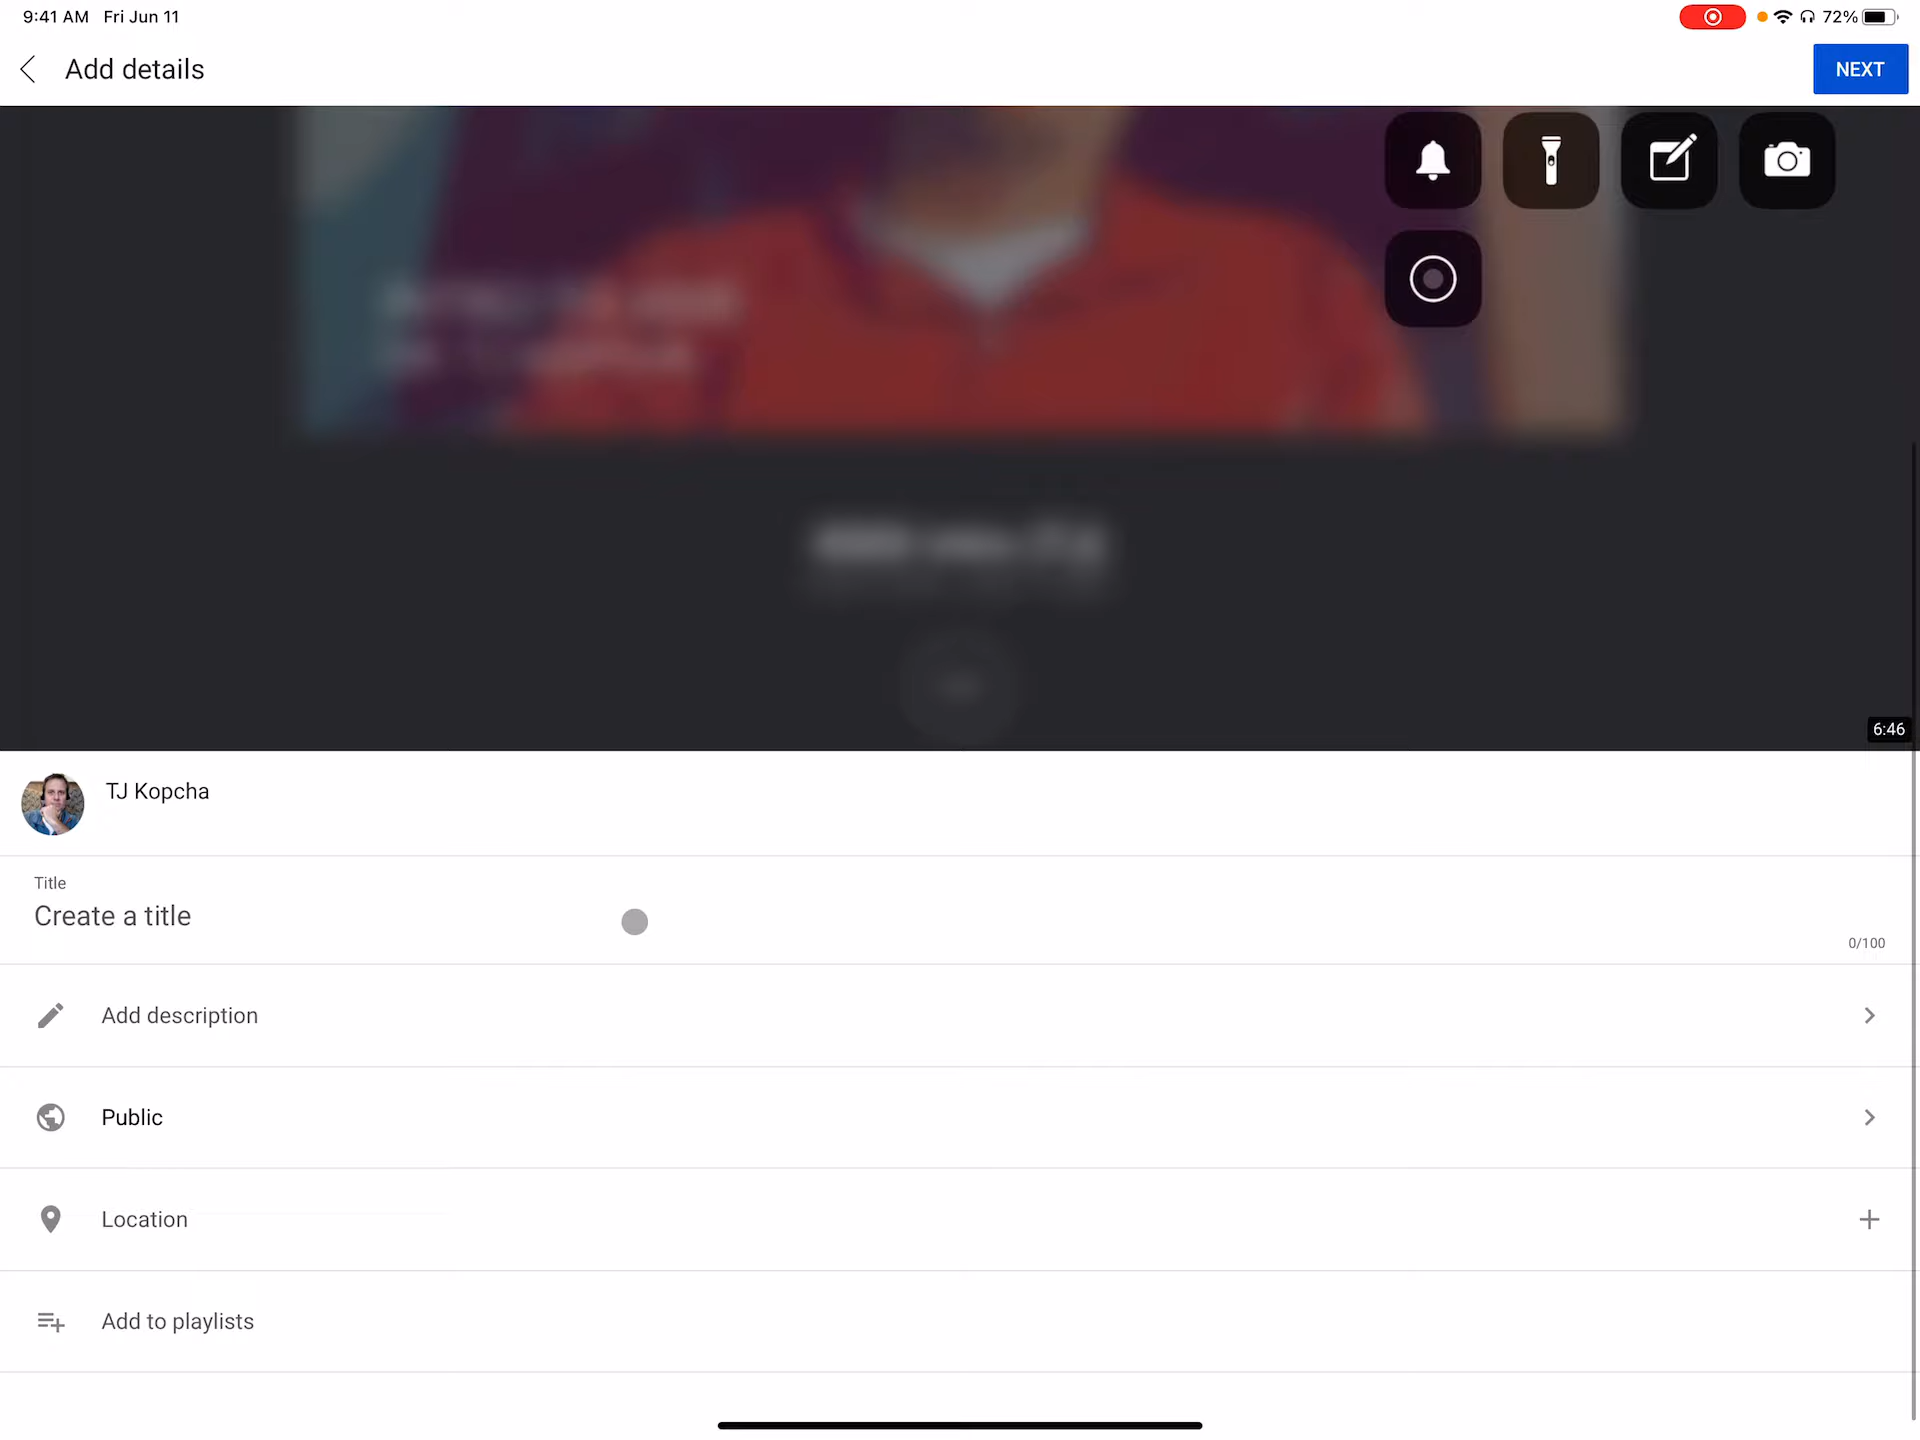 9:41 AM Fri Jun 11
72%
Add details
NEXT
6:46
TJ Kopcha
Title
Create a title
0/100
Add description
Public
Location
Add to playlists